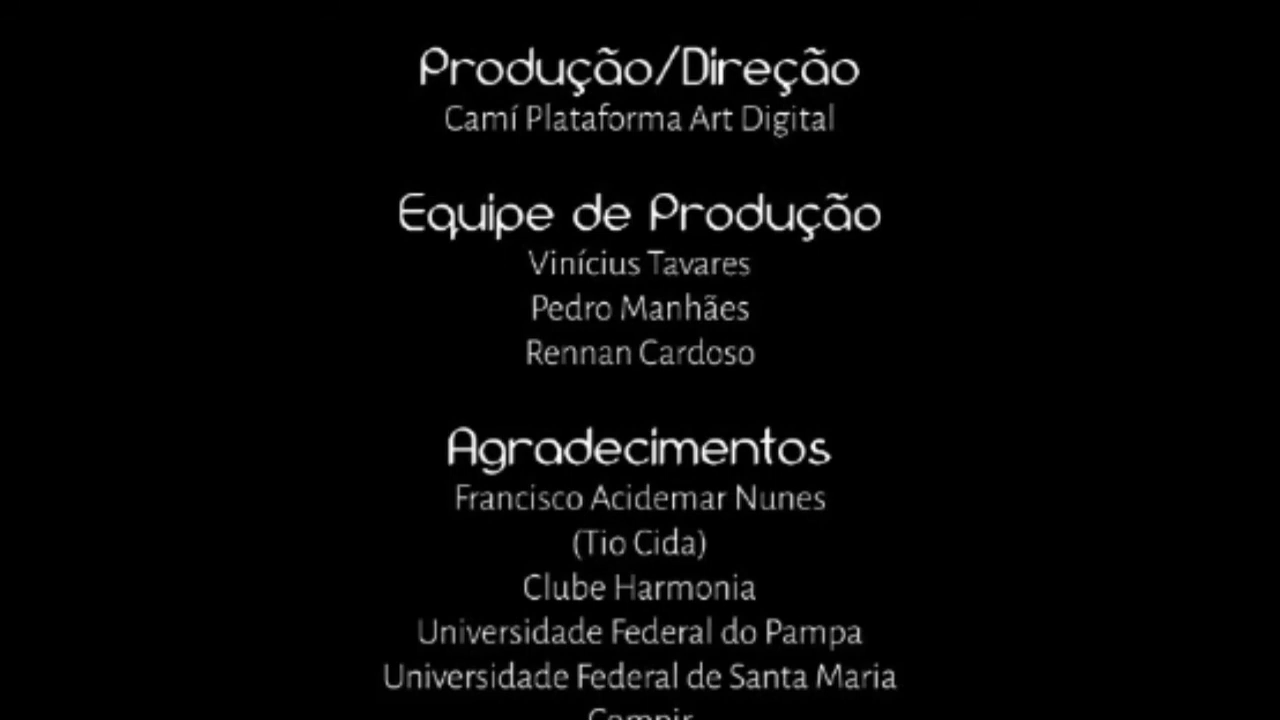 Produção/Direção
Camí Plataforma Art Digital
Equipe de Produção
Vinícius Tavares
Pedro Manhães
Rennan Cardoso
Agradecimentos
Francisco Acidemar Nunes
(Tio Cida)
Clube Harmonia
Universidade Federal do Pampa
Universidade Federal de Santa Maria